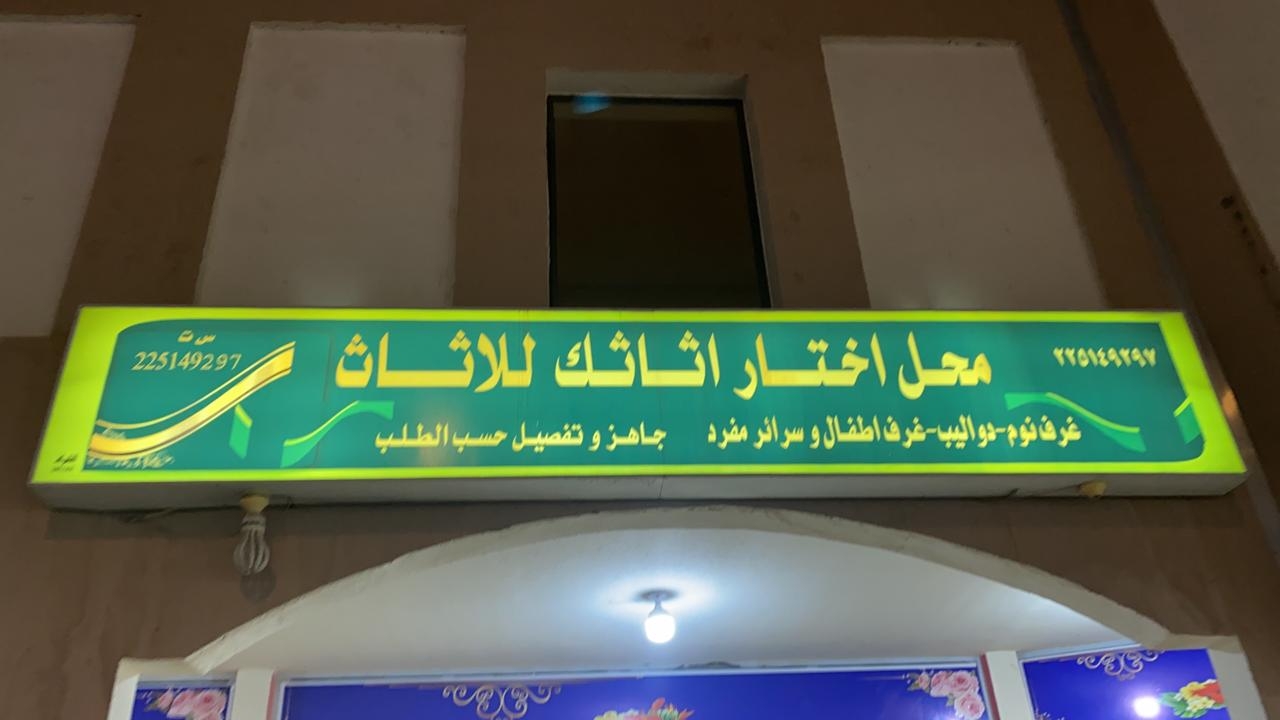 محل اختار اثاثك للاثاث
٢٢٥١٤٩٢٩٧
س ت
225149297
غرف نوم-دواليب-غرف اطفال و سرائر مفرد
جاهز و تفصيل حسب الطلب